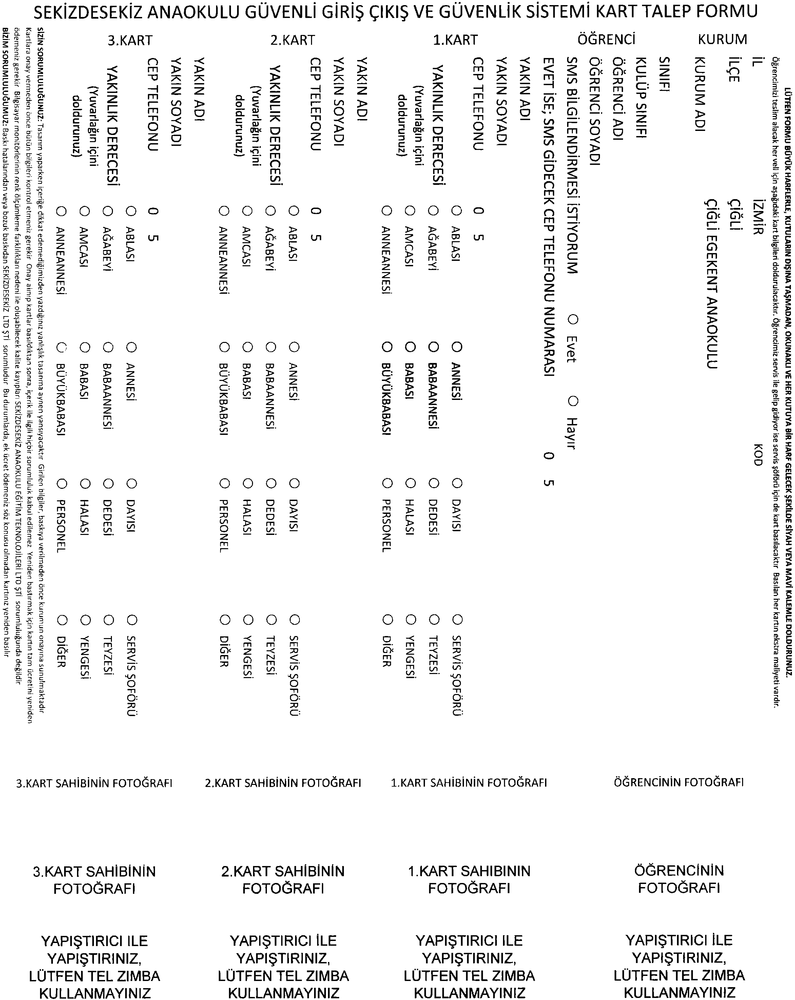 SEKİZDESEKİZ ANAOKULU GÜVENLİ GİRİŞ ÇIKIŞ VE GÜVENLİK SİSTEMİ KART TALEP FORMU
LÜTFEN FORMU BÜYÜK HARFLERLE, KUTULARIN DIŞINA TAŞMADAN, OKUNAKLI VE HER KUTUYA BİR HARF GELECEK ŞEKİLDE SİYAH VEYA MAVİ KALEMLE DOLDURUNUZ.
Öğrencimizi teslim alacak her veli için aşağıdaki kart bilgileri doldurulacaktır. Öğrencimiz servis ile gelip gidiyor ise servis şöförü için de kart basılacaktır Basılan her kartın ekstra maliyeti vardır.
KURUM
İL İZMİR KOD
İLÇE ÇİĞLİ
KURUM ADI ÇİĞLİ EGEKENT ANAOKULU
ÖĞRENCİ
SINIFI
KULÜP SINIFI
ÖĞRENCİ ADI
ÖĞRENCİ SOYADI
SMS BİLGİLENDİRMESİ İSTİYORUM ○ Evet ○ Hayır
EVET İSE; SMS GİDECEK CEP TELEFONU NUMARASI 0 5
1.KART
YAKIN ADI
YAKIN SOYADI
CEP TELEFONU 0 5
YAKINLIK DERECESİ
(Yuvarlağın içini
doldurunuz)
○ ABLASI ○ ANNESİ ○ DAYISI ○ SERVİS ŞOFÖRÜ
○ AĞABEYİ ○ BABAANNESİ ○ DEDESİ ○ TEYZESİ
○ AMCASI ○ BABASI ○ HALASI ○ YENGESİ
○ ANNEANNESİ ○ BÜYÜKBABASI ○ PERSONEL ○ DİĞER
2.KART
YAKIN ADI
YAKIN SOYADI
CEP TELEFONU 0 5
YAKINLIK DERECESİ
(Yuvarlağın içini
doldurunuz)
○ ABLASI ○ ANNESİ ○ DAYISI ○ SERVİS ŞOFÖRÜ
○ AĞABEYİ ○ BABAANNESİ ○ DEDESİ ○ TEYZESİ
○ AMCASI ○ BABASI ○ HALASI ○ YENGESİ
○ ANNEANNESİ ○ BÜYÜKBABASI ○ PERSONEL ○ DİĞER
3.KART
YAKIN ADI
YAKIN SOYADI
CEP TELEFONU 0 5
YAKINLIK DERECESİ
(Yuvarlağın içini
doldurunuz)
○ ABLASI ○ ANNESİ ○ DAYISI ○ SERVİS ŞOFÖRÜ
○ AĞABEYİ ○ BABAANNESİ ○ DEDESİ ○ TEYZESİ
○ AMCASI ○ BABASI ○ HALASI ○ YENGESİ
○ ANNEANNESİ ○ BÜYÜKBABASI ○ PERSONEL ○ DİĞER
SİZİN SORUMLULUĞUNUZ: Tasarım yaparken içeriğe dikkat edemediğimizden yazdığınız yanlışlık tasarıma aynen yansıyacaktır Girilen bilgiler, baskıya verilmeden önce kurumun onayına sunulmaktadır
Kartlara onay vermeden önce bütün bilgileri kontrol etmeniz gerekir Onay alınıp kartlar basıldıktan sonra, içerik ile ilgili hiçbir sorumluluk kabul edilemez Yeniden bastırmak için kartın tam ücretini yeniden
ödemeniz gerekir Bilgisayar monitörlerinin renk ölçümleme farklılıkları nedeni ile oluşabilecek kalite kayıpları SEKİZDESEKİZ ANAOKULU EĞİTİM TEKNOLOJİLERİ LTD ŞTİ sorumluluğunda değildir
BİZİM SORUMLULUĞUMUZ: Baskı hatalarından veya bozuk baskıdan SEKİZDESEKİZ LTD ŞTİ sorumludur Bu durumlarda, ek ücret ödemeniz söz konusu olmadan kartınız yeniden basılır
3.KART SAHİBİNİN FOTOĞRAFI 2.KART SAHİBİNİN FOTOĞRAFI 1.KART SAHİBİNİN FOTOĞRAFI ÖĞRENCİNİN FOTOĞRAFI
3.KART SAHİBİNİN
FOTOĞRAFI
YAPIŞTIRICI ILE
YAPIŞTIRINIZ,
LÜTFEN TEL ZIMBA
KULLANMAYINIZ
2.KART SAHİBİNİN
FOTOĞRAFI
YAPIŞTIRICI İLE
YAPIŞTIRINIZ,
LÜTFEN TEL ZIMBA
KULLANMAYINIZ
1.KART SAHIBININ
FOTOĞRAFI
YAPIŞTIRICI ILE
YAPIŞTIRINIZ,
LÜTFEN TEL ZIMBA
KULLANMAYINIZ
ÖĞRENCİNİN
FOTOĞRAFI
YAPIŞTIRICI İLE
YAPIŞTIRINIZ,
LÜTFEN TEL ZIMBA
KULLANMAYINIZ